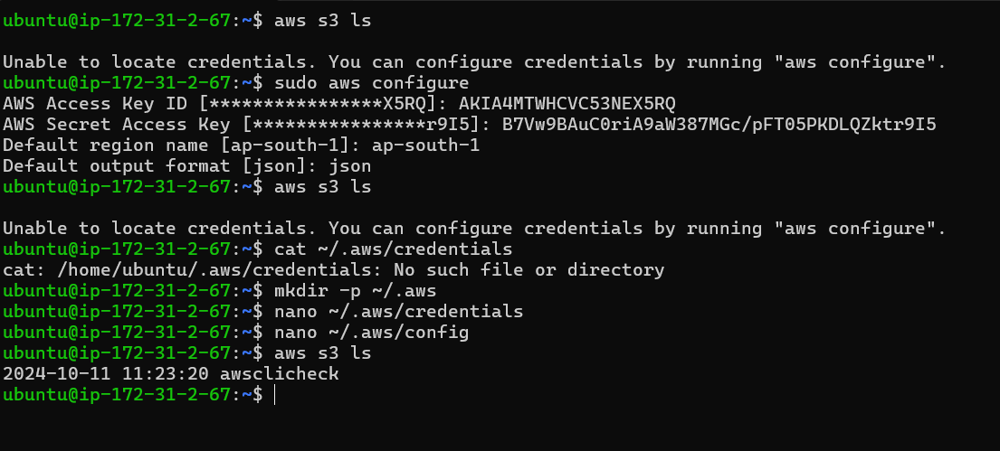 ubuntu@ip-172-31-2-67:~$ aws s3 ls
Unable to locate credentials. You can configure credentials by running "aws configure".
ubuntu@ip-172-31-2-67:~$ sudo aws configure
AWS Access Key ID [****************X5RQ]: AKIA4MTWHCVC53NEX5RQ
AWS Secret Access Key [****************r9I5]: 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
Default region name [ap-south-1]: ap-south-1
Default output format [json]: json
ubuntu@ip-172-31-2-67:~$ aws s3 ls
Unable to locate credentials. You can configure credentials by running "aws configure".
ubuntu@ip-172-31-2-67:~$ cat ~/.aws/credentials
cat: /home/ubuntu/.aws/credentials: No such file or directory
ubuntu@ip-172-31-2-67:~$ mkdir -p ~/.aws
ubuntu@ip-172-31-2-67:~$ nano ~/.aws/credentials
ubuntu@ip-172-31-2-67:~$ nano ~/.aws/config
ubuntu@ip-172-31-2-67:~$ aws s3 ls
2024-10-11 11:23:20 awsclicheck
ubuntu@ip-172-31-2-67:~$